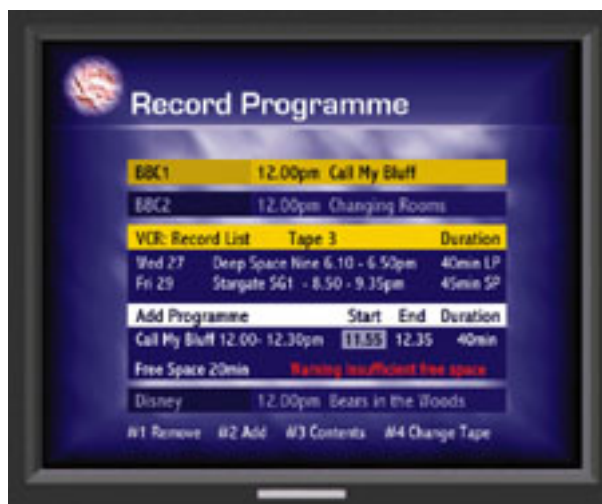 Record Programme
BBC1 12.00pm Call My Bluff
BBC2 12.00pm Changing Rooms
VCR: Record List Tape 3 Duration
Wed 27 Deep Space Nine 6.10 - 6.50pm 40min LP
Fri 29 Stargate SG1 - 8.50 - 9.35pm 45min SP
Add Programme Start End Duration
Call My Bluff 12.00- 12.30pm 11.55 12.35 40min
Free Space 20min Warning insufficient free space
Disney 12.00pm Bears in the Woods
#1 Remove #2 Add #3 Contents #4 Change Tape